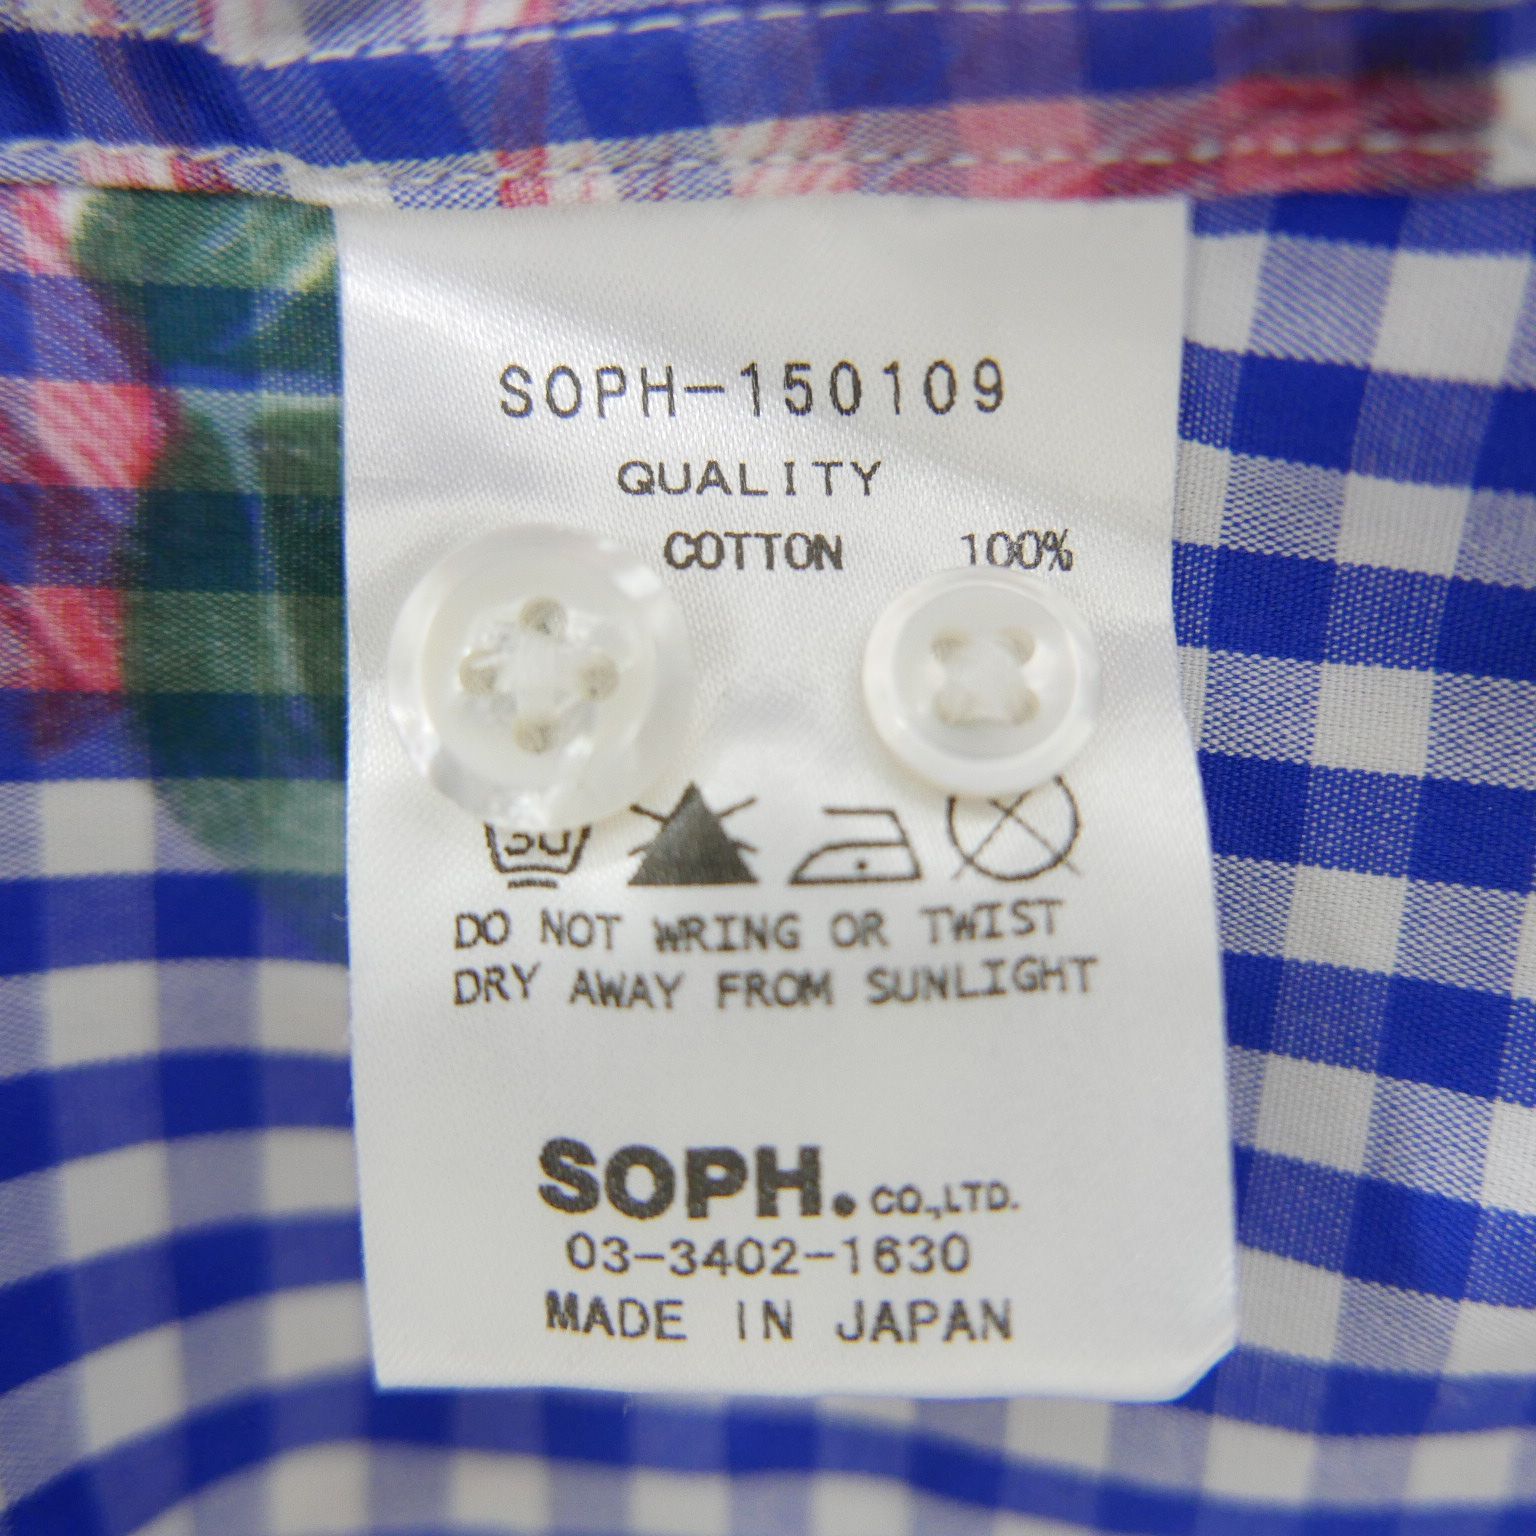 SOPH-150109
QUALITY
COTTON 100%
30
DO NOT WRING OR TWIST
DRY AWAY FROM SUNLIGHT
SOPH. CO.,LTD.
03-3402-1630
MADE IN JAPAN